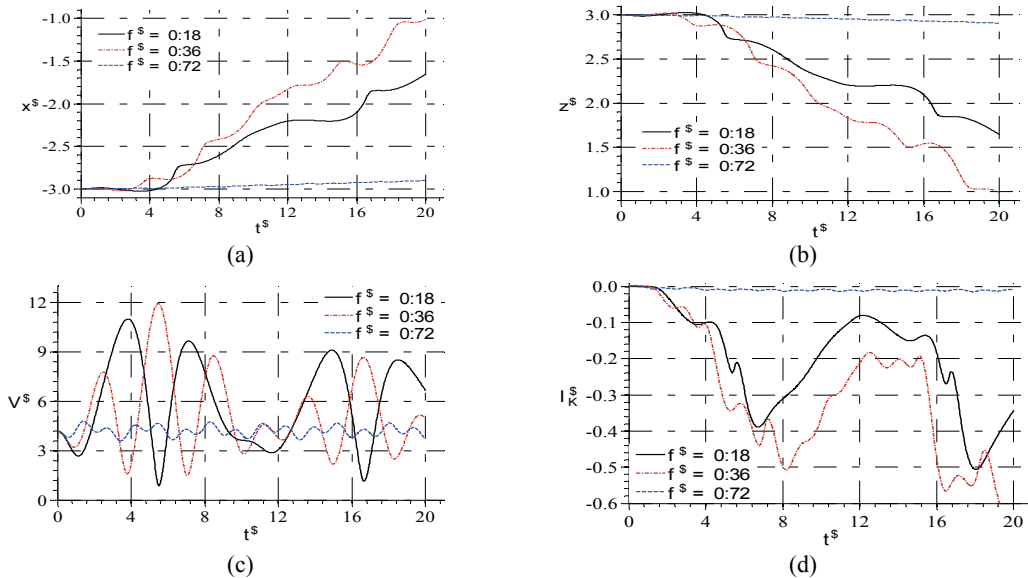 -1.0
-1.5
x$ -2.0
-2.5
-3.0
f$ = 0:18
f$ = 0:36
f$ = 0:72
0 4 8 12 16 20
t$
(a)
3.0
2.5
z$ 2.0
1.5
1.0
f$ = 0:18
f$ = 0:36
f$ = 0:72
0 4 8 12 16 20
t$
(b)
12
9
V$ 6
3
0
f$ = 0:18
f$ = 0:36
f$ = 0:72
0 4 8 12 16 20
t$
(c)
0.0
-0.1
-0.2
I$K -0.3
-0.4
-0.5
-0.6
f$ = 0:18
f$ = 0:36
f$ = 0:72
0 4 8 12 16 20
t$
(d)